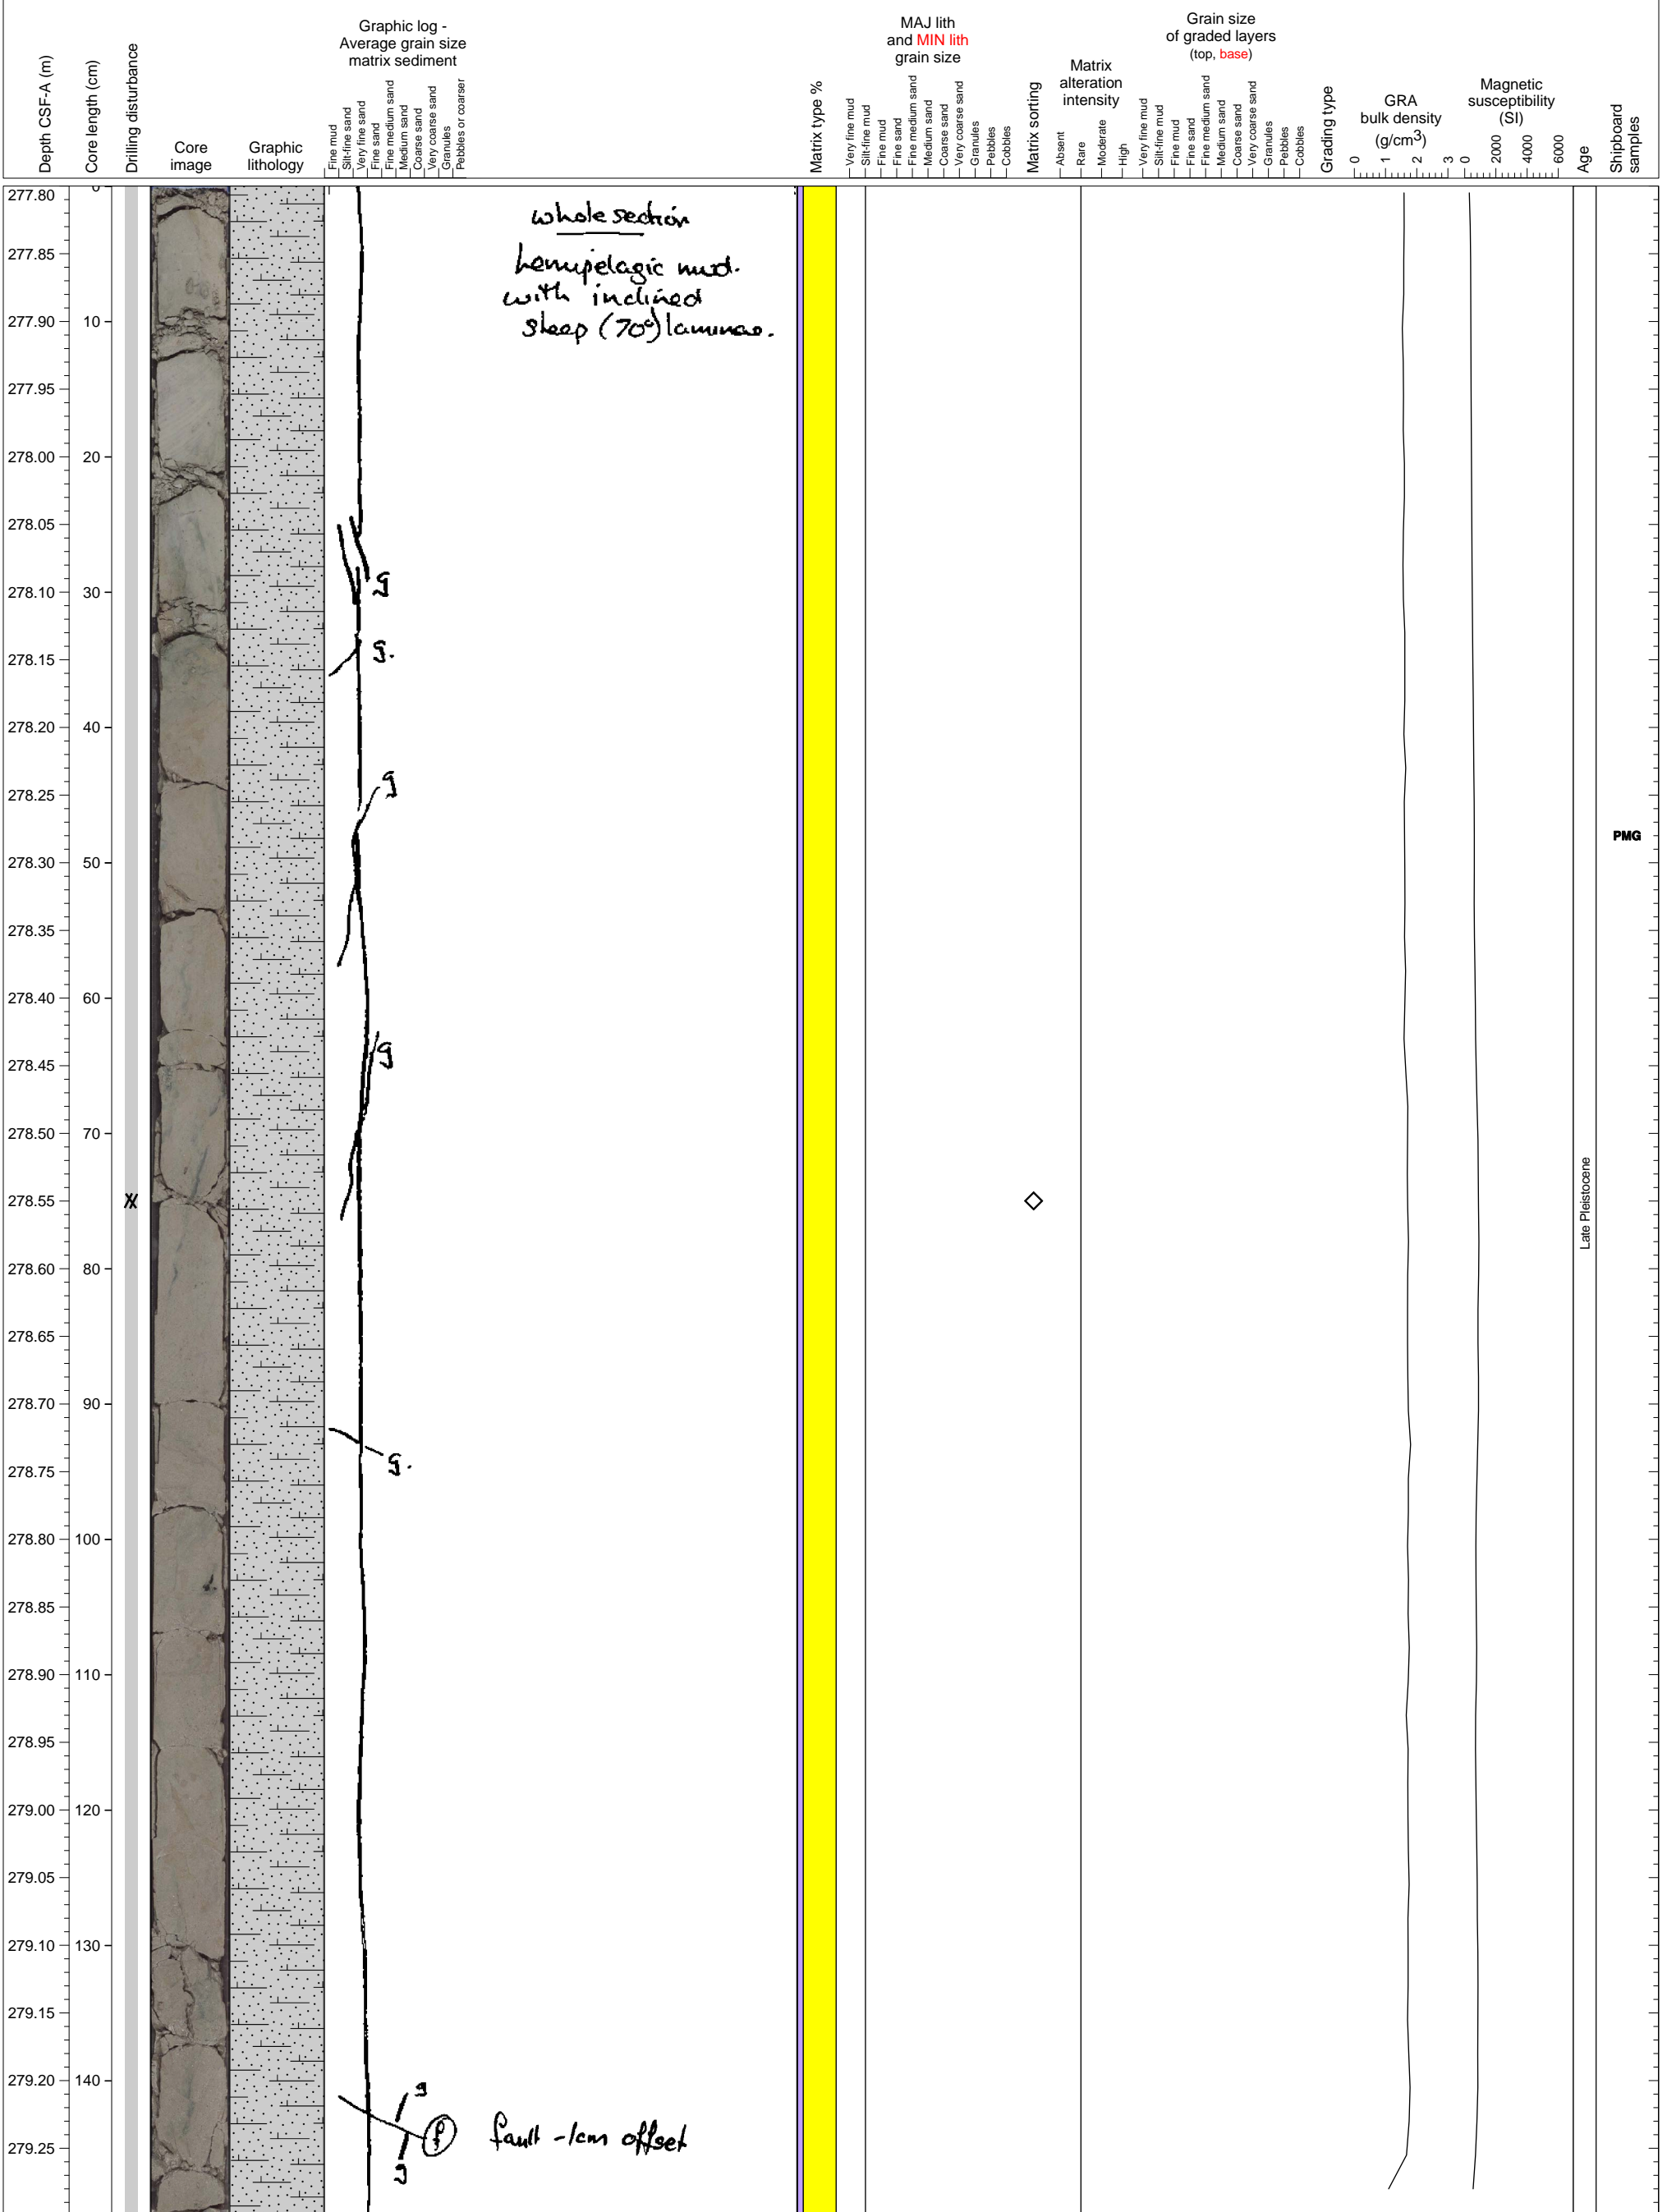 Depth CSF-A (m)
Core length (cm)
Drilling disturbance
Core
image
Graphic
lithology
Graphic log -
Average grain size
matrix sediment
Fine mud
Silt-fine sand
Very fine sand
Fine sand
Fine medium sand
Medium sand
Coarse sand
Very coarse sand
Granules
Pebbles or coarser
Matrix type %
MAJ lith
and MIN lith
grain size
Very fine mud
Silt-fine mud
Fine mud
Fine sand
Fine medium sand
Medium sand
Coarse sand
Very coarse sand
Granules
Pebbles
Cobbles
Matrix sorting
Matrix
alteration
intensity
Absent
Rare
Moderate
High
Grain size
of graded layers
(top, base)
Very fine mud
Silt-fine mud
Fine mud
Fine sand
Fine medium sand
Medium sand
Coarse sand
Very coarse sand
Granules
Pebbles
Cobbles
Grading type
GRA
bulk density
(g/cm3)
0 1 2 3
Magnetic
susceptibility
(SI)
0 2000 4000 6000
Age
Shipboard
samples
277.80 0
whole section
277.85
hemipelagic mud.
with inclined
277.90 10
steep (70°) laminae.
277.95
278.00 20
278.05
278.10 30
g
278.15
g.
278.20 40
278.25
g
PMG
278.30 50
278.35
278.40 60
278.45
g
278.50 70
278.55
Late Pleistocene
278.60 80
278.65
278.70 90
278.75
g.
278.80 100
278.85
278.90 110
278.95
279.00 120
279.05
279.10 130
279.15
279.20 140
g
f fault - 1cm offset
279.25
g